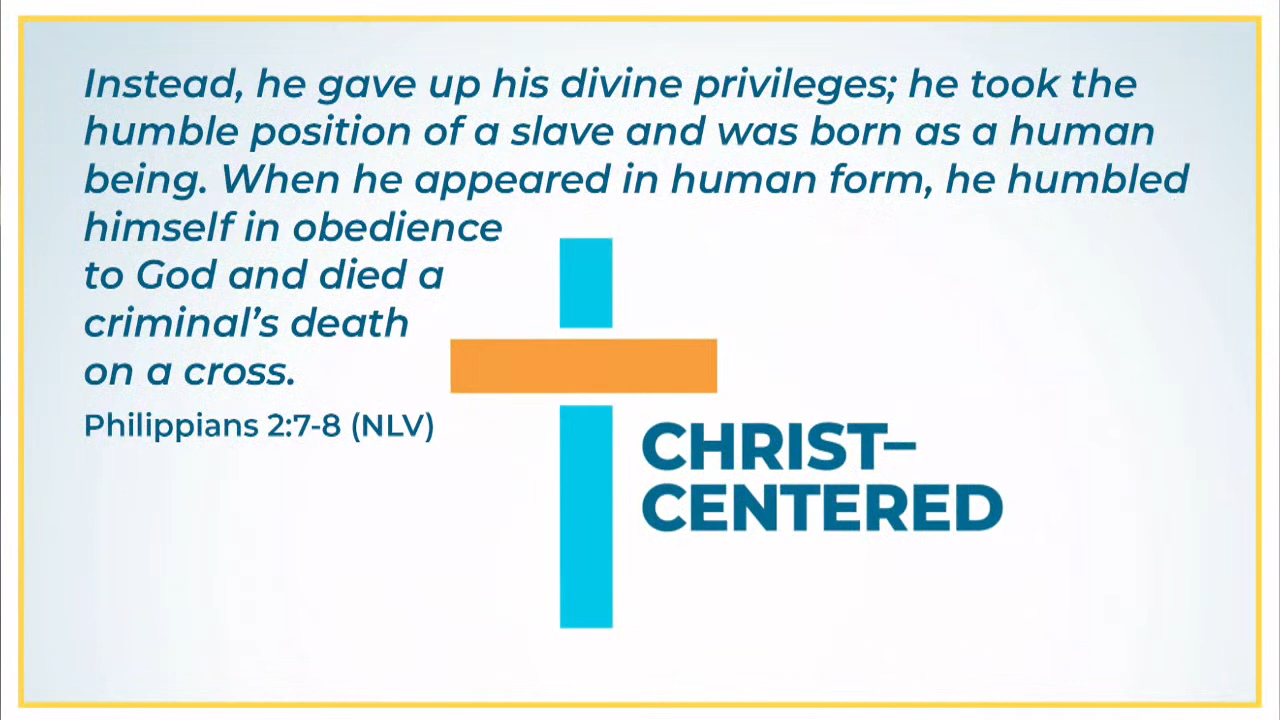 Instead, he gave up his divine privileges; he took the
humble position of a slave and was born as a human
being. When he appeared in human form, he humbled
himself in obedience
to God and died a
criminal’s death
on a cross.
Philippians 2:7-8 (NLV)
CHRIST–
CENTERED